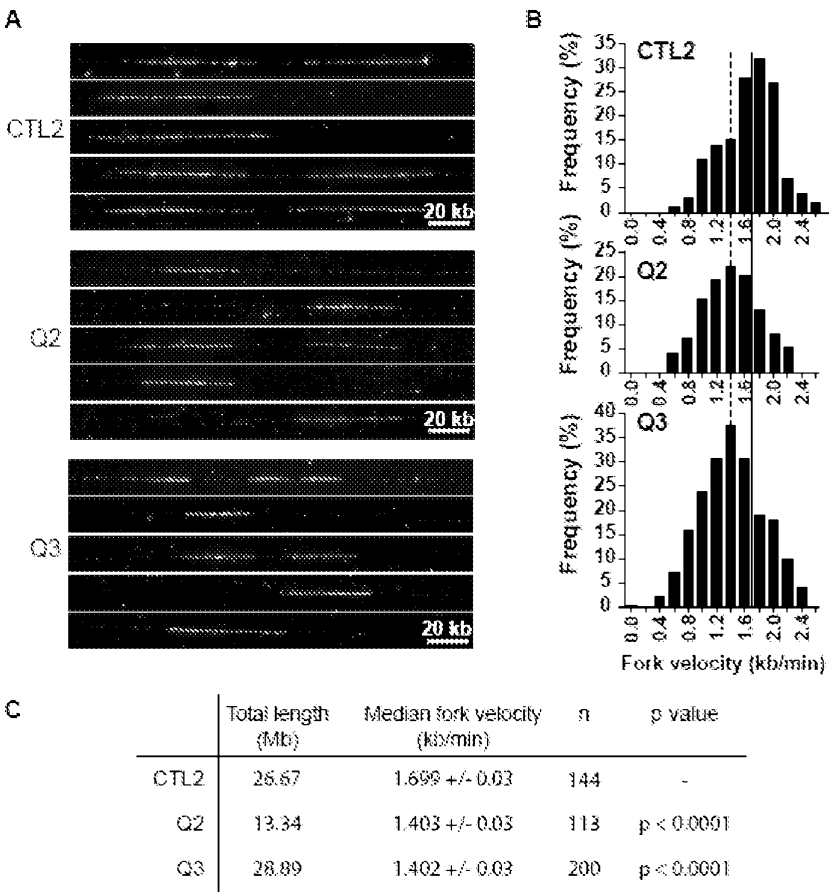 A
CTL2
20 kb
Q2
20 kb
Q3
20 kb
B
CTL2
Frequency (%)
35
30
25
20
15
10
5
0
0.0 0.4 0.8 1.2 1.6 2.0 2.4
Q2
Frequency (%)
25
20
15
10
5
0
0.0 0.4 0.8 1.2 1.6 2.0 2.4
Q3
Frequency (%)
40
35
30
25
20
15
10
5
0
0.0 0.4 0.8 1.2 1.6 2.0 2.4
Fork velocity (kb/min)
C
Total length (Mb) Median fork velocity (kb/min) n p value
CTL2 26.67 1.699 +/- 0.03 144 -
Q2 13.34 1.403 +/- 0.03 113 p < 0.0001
Q3 28.89 1.402 +/- 0.03 200 p < 0.0001